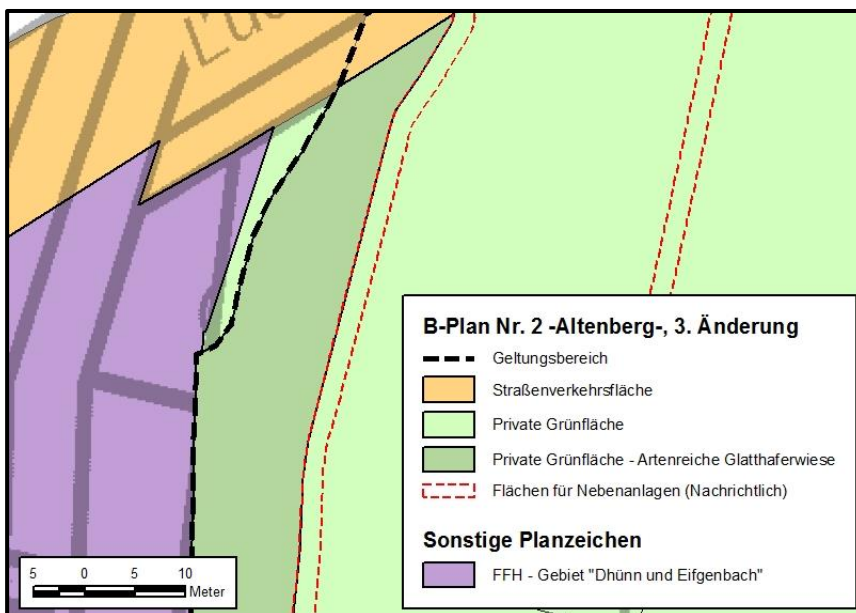 B-Plan Nr. 2 -Altenberg-, 3. Änderung
Geltungsbereich
Straßenverkehrsfläche
Private Grünfläche
Private Grünfläche - Artenreiche Glatthaferwiese
Flächen für Nebenanlagen (Nachrichtlich)
Sonstige Planzeichen
FFH - Gebiet "Dhünn und Eifgenbach"
5 0 5 10
Meter